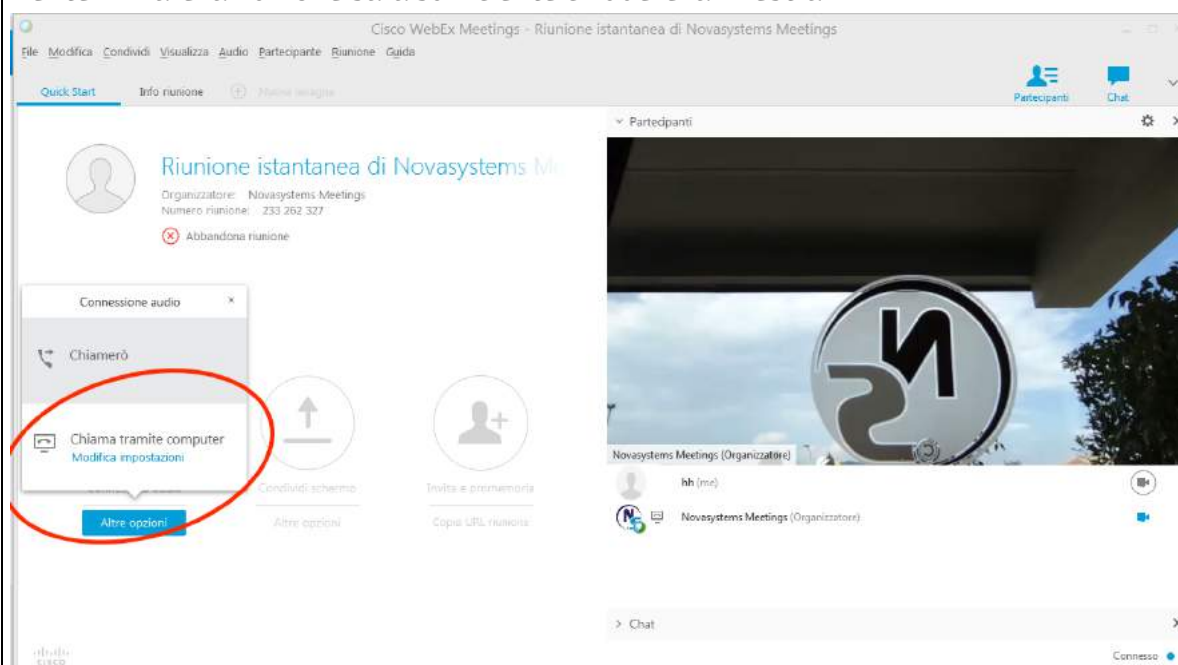 Cisco WebEx Meetings - Riunione istantanea di Novasystems Meetings
File Modifica Condividi Visualizza Audio Partecipante Riunione Guida
Quick Start Info riunione
Partecipanti Chat
Partecipanti
Riunione istantanea di Novasystems
Organizzatore: Novasystems Meetings
Numero riunione: 233 262 327
Abbandona riunione
Connessione audio ×
Chiamerò
Chiama tramite computer
Modifica impostazioni
Condividi schermo Invita e promemoria
Altre opzioni Altre opzioni Copia URL riunione
Novasystems Meetings (Organizzatore)
hh (me)
Novasystems Meetings (Organizzatore)
Chat
Connesso
CISCO